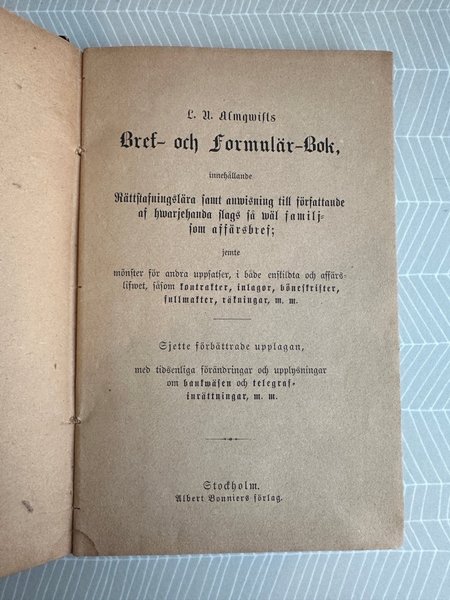 L. A. Almqwists
Bref- och Formulär-Bok,
innehållande
Rättstafningslära samt anwisning till författande
af hwarjehanda slags så wäl familj-
som affärsbref;
jemte
mönster för andra uppsatser, i både enskildta och affärs-
lifwet, såsom kontrakter, inlagor, böneskrifter,
fullmakter, räkningar, m. m.
Sjette förbättrade upplagan,
med tidsenliga förändringar och upplysningar
om bankwäsen och telegraf-
inrättningar, m. m.
Stockholm.
Albert Bonniers förlag.